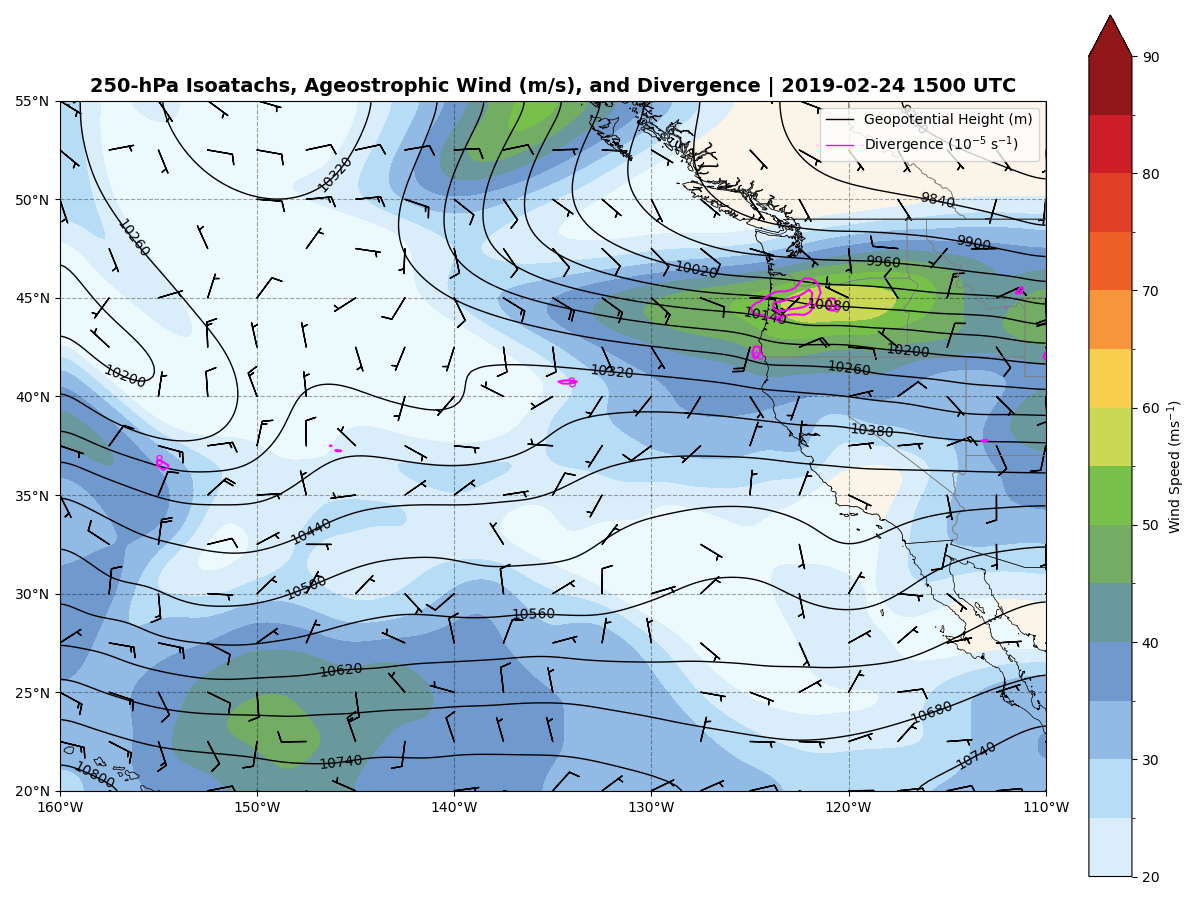 250-hPa Isoatachs, Ageostrophic Wind (m/s), and Divergence | 2019-02-24 1500 UTC
Geopotential Height (m)
Divergence (10⁻⁵ s⁻¹)
55°N
50°N
45°N
40°N
35°N
30°N
25°N
20°N
160°W
150°W
140°W
130°W
120°W
110°W
10320
10260
10200
9840
9900
9960
10020
10080
10140
10200
10260
10320
10380
10440
10500
10560
10620
10680
10740
10740
10800
8
8
90
80
70
60
50
40
30
20
Wind Speed (ms⁻¹)